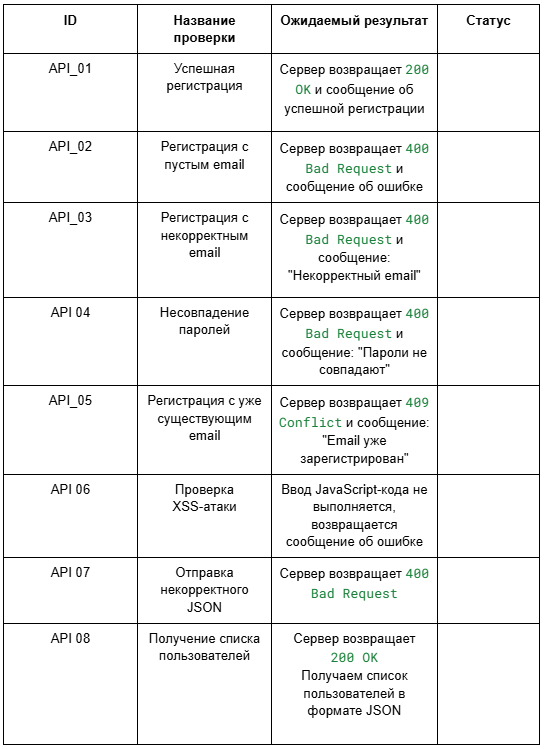 ID
Название
проверки
Ожидаемый результат
Статус
API_01
Успешная
регистрация
Сервер возвращает 200
OK и сообщение об
успешной регистрации
API_02
Регистрация с
пустым email
Сервер возвращает 400
Bad Request и
сообщение об ошибке
API_03
Регистрация с
некорректным
email
Сервер возвращает 400
Bad Request и
сообщение:
"Некорректный email"
API 04
Несовпадение
паролей
Сервер возвращает 400
Bad Request и
сообщение: "Пароли не
совпадают"
API_05
Регистрация с уже
существующим
email
Сервер возвращает 409
Conflict и сообщение:
"Email уже
зарегистрирован"
API 06
Проверка
XSS-атаки
Ввод JavaScript-кода не
выполняется,
возвращается
сообщение об ошибке
API 07
Отправка
некорректного
JSON
Сервер возвращает 400
Bad Request
API 08
Получение списка
пользователей
Сервер возвращает
200 OK
Получаем список
пользователей в
формате JSON